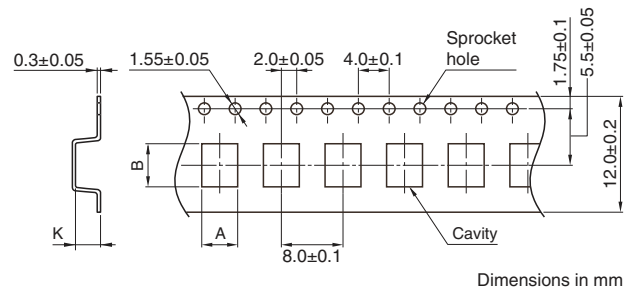 0.3±0.05
1.55±0.05
2.0±0.05
4.0±0.1
Sprocket
hole
1.75±0.1
5.5±0.05
12.0±0.2
B
K
A
8.0±0.1
Cavity
Dimensions in mm